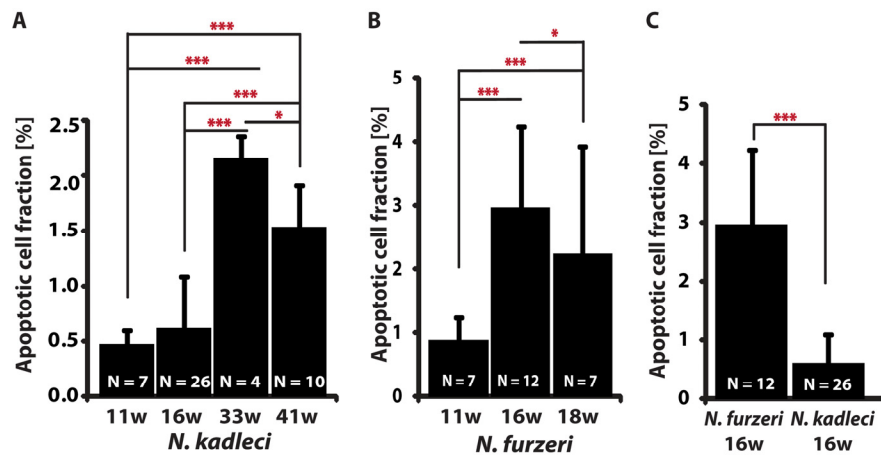 A
***
***
***
***
*
Apoptotic cell fraction [%]
2.5
2.0
1.5
1.0
0.5
0.0
N = 7
N = 26
N = 4
N = 10
11w
16w
33w
41w
N. kadleci
B
*
***
***
Apoptotic cell fraction [%]
5
4
3
2
1
0
N = 7
N = 12
N = 7
11w
16w
18w
N. furzeri
C
***
Apoptotic cell fraction [%]
5
4
3
2
1
0
N = 12
N = 26
N. furzeri
16w
N. kadleci
16w